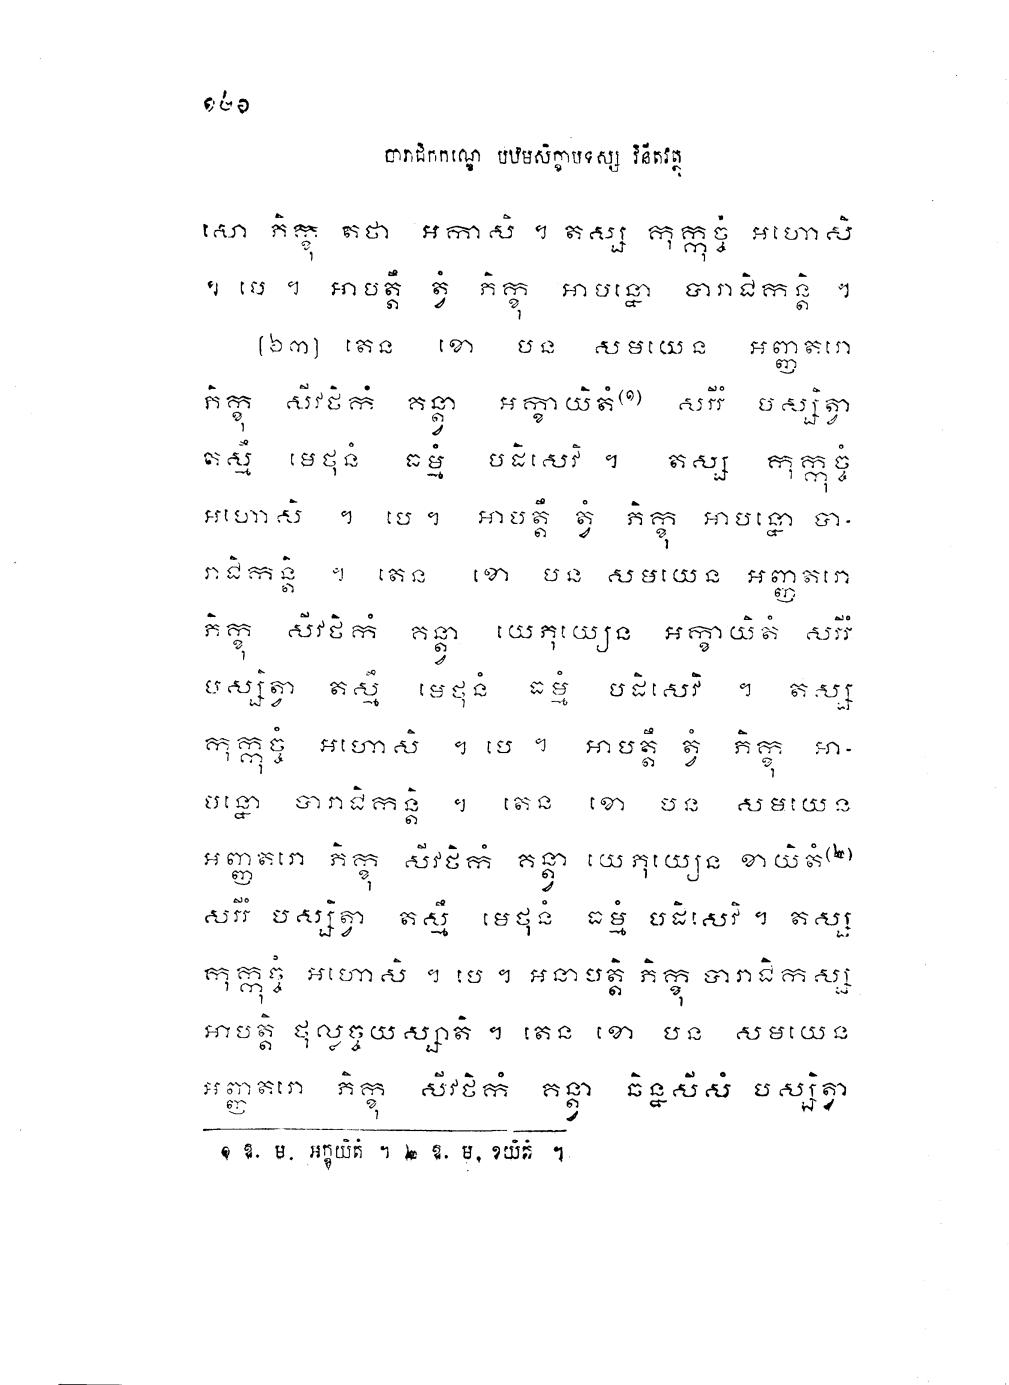 ១៤១
បារាជិកកណ្ឌេ បឋមសិក្ខាបទស្ស វិនីតវត្ថុ
សោ ភិក្ខុ តថា អកាសិ ។ តស្ស កុក្កុច្ចំ អហោសិ
។ បេ ។ អាបត្តឹ ត្វំ ភិក្ខុ អាបន្នោ បារាជិកន្តិ ។
(៦៣) តេន ខោ បន សមយេន អញ្ញតរោ
ភិក្ខុ សីវថិកំ គន្ត្វា អក្ខាយិតំ(១) សរីរំ បស្សិត្វា
តស្មឹ មេថុនំ ធម្មំ បដិសេវិ ។ តស្ស កុក្កុច្ចំ
អហោសិ ។ បេ ។ អាបត្តឹ ត្វំ ភិក្ខុ អាបន្នោ បា-
រាជិកន្តិ ។ តេន ខោ បន សមយេន អញ្ញតរោ
ភិក្ខុ សីវថិកំ គន្ត្វា យេភុយ្យេន អក្ខាយិតំ សរីរំ
បស្សិត្វា តស្មឹ មេថុនំ ធម្មំ បដិសេវិ ។ តស្ស
កុក្កុច្ចំ អហោសិ ។ បេ ។ អាបត្តឹ ត្វំ ភិក្ខុ អា-
បន្នោ បារាជិកន្តិ ។ តេន ខោ បន សមយេន
អញ្ញតរោ ភិក្ខុ សីវថិកំ គន្ត្វា យេភុយ្យេន ខាយិតំ(២)
សរីរំ បស្សិត្វា តស្មឹ មេថុនំ ធម្មំ បដិសេវិ ។ តស្ស
កុក្កុច្ចំ អហោសិ ។ បេ ។ អនាបត្តិ ភិក្ខុ បារាជិកស្ស
អាបត្តិ ថុល្លច្ចយស្សាតិ ។ តេន ខោ បន សមយេន
អញ្ញតរោ ភិក្ខុ សីវថិកំ គន្ត្វា ឆិន្នសីសំ បស្សិត្វា
១ ឱ. ម. អក្ខយិតំ ។ ២ ឱ. ម. ខយិតំ ។